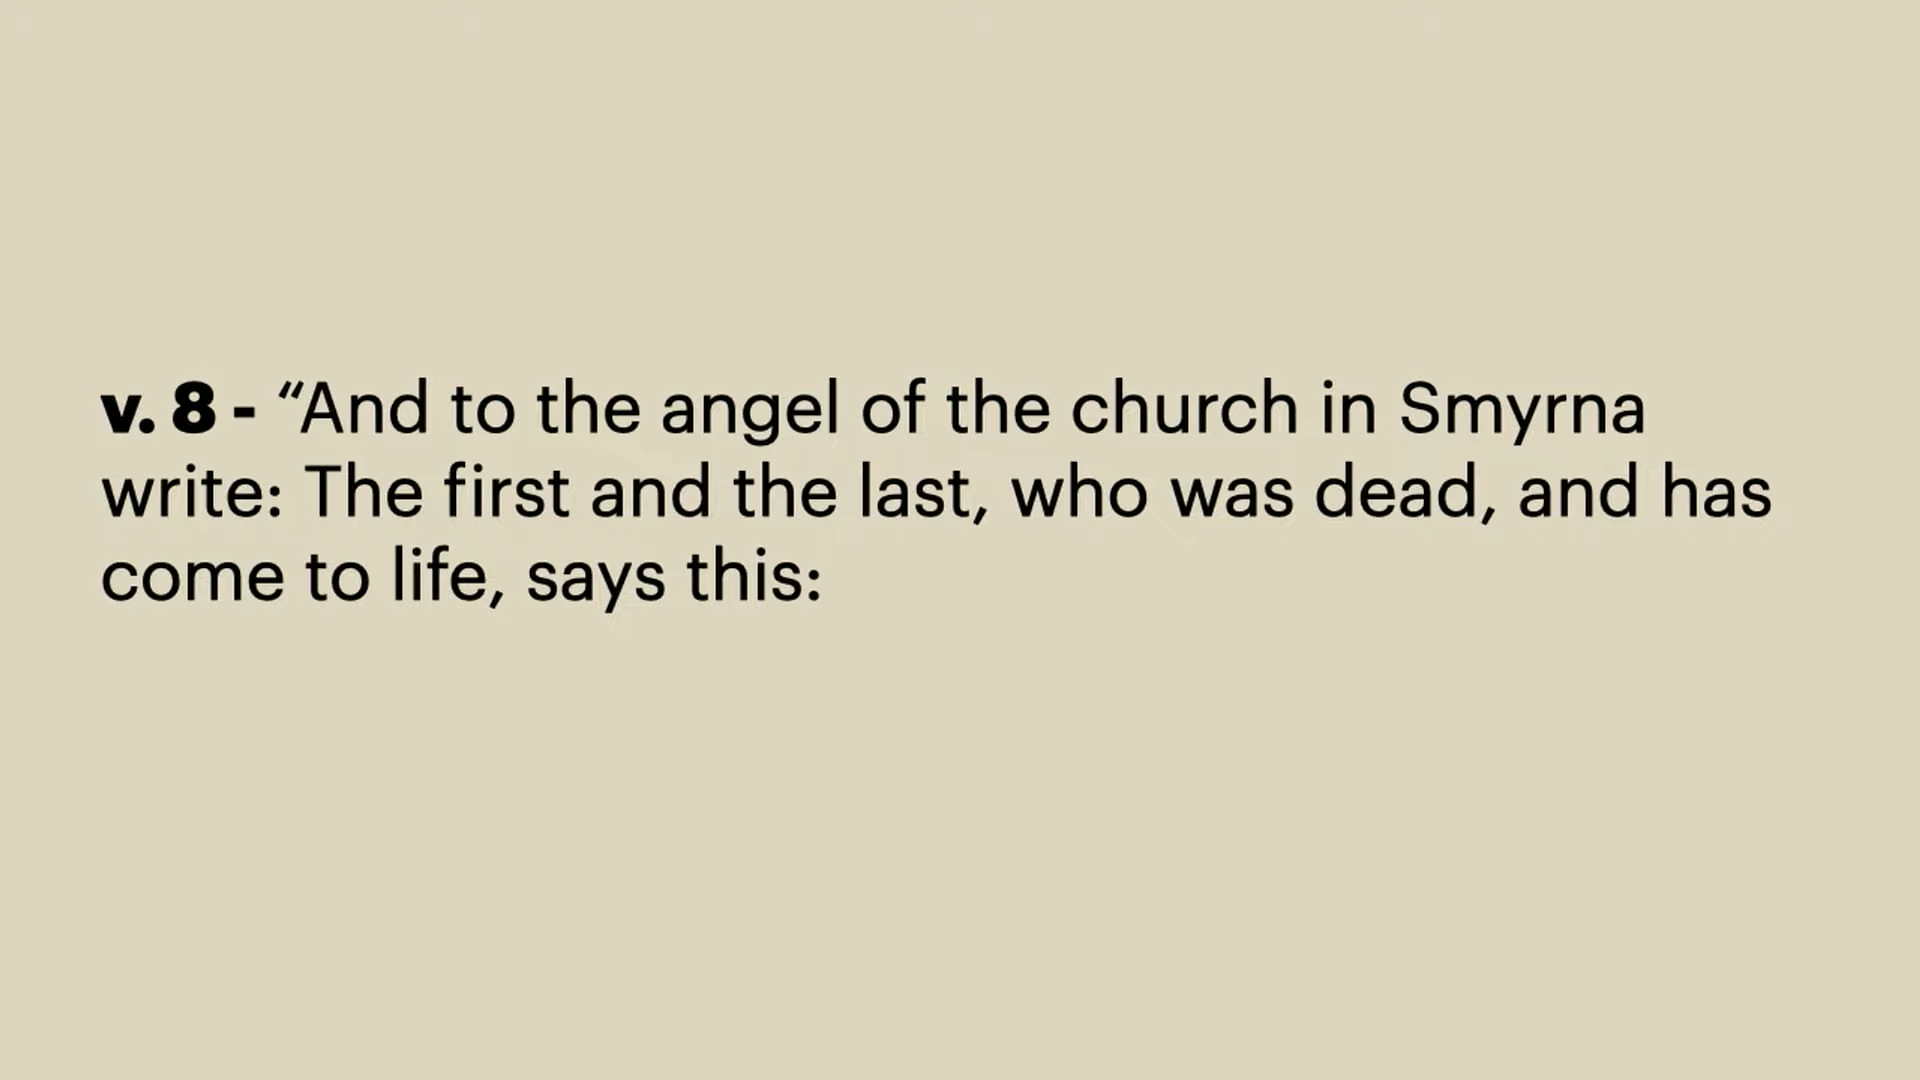 v. 8 - “And to the angel of the church in Smyrna
write: The first and the last, who was dead, and has
come to life, says this: